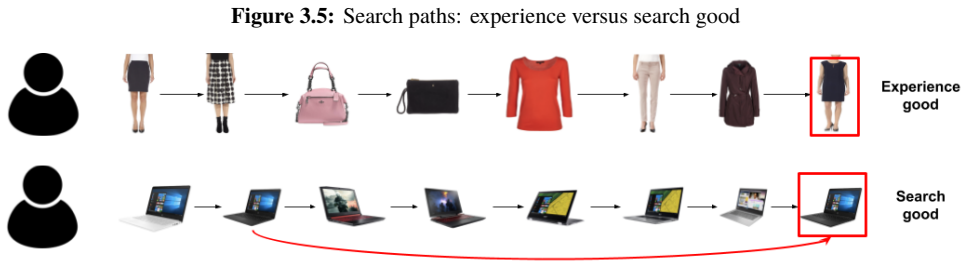 Figure 3.5: Search paths: experience versus search good
Experience
good
Search
good